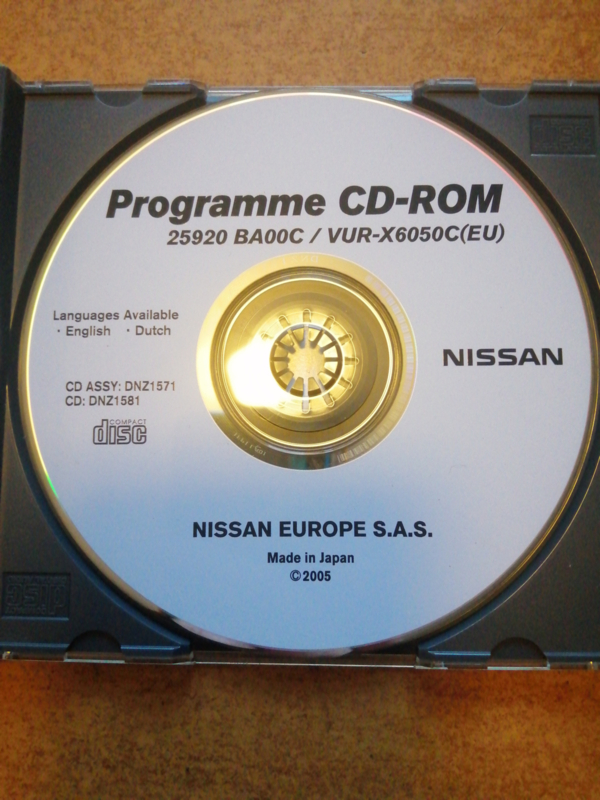 Programme CD-ROM
25920 BA00C / VUR-X6050C(EU)
Languages Available
· English · Dutch
NISSAN
CD ASSY: DNZ1571
CD: DNZ1581
COMPACT
disc
NISSAN EUROPE S.A.S.
Made in Japan
©2005